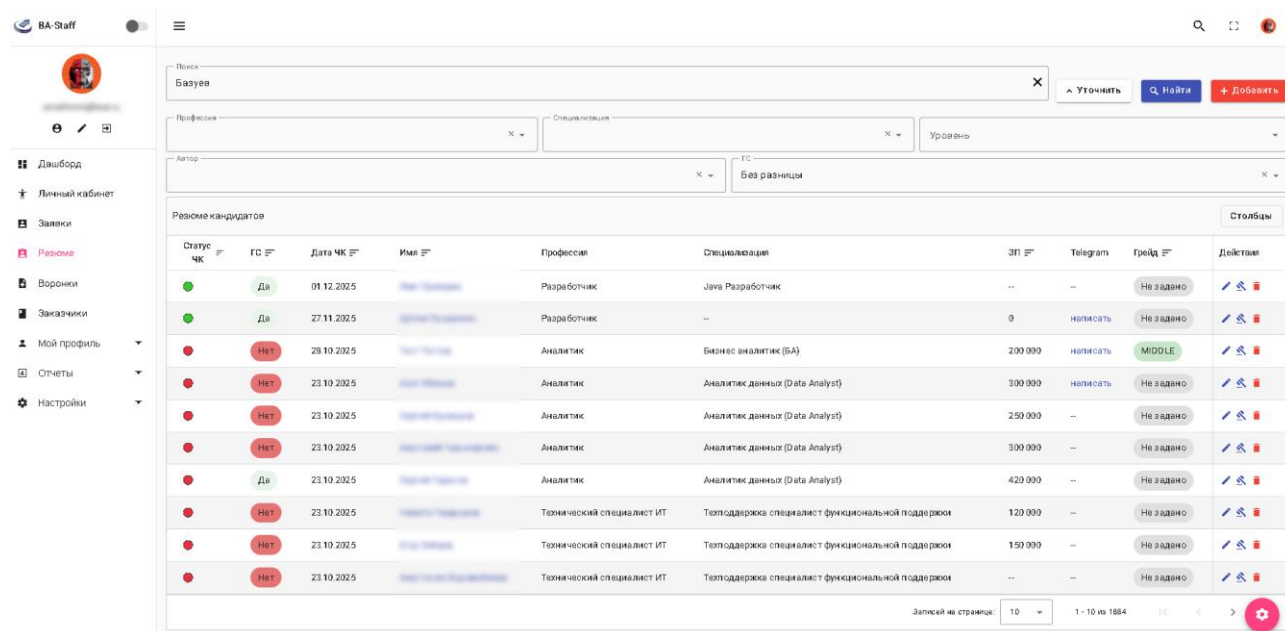 BA-Staff
Дашборд
Личный кабинет
Заявки
Резюме
Воронки
Заказчики
Мой профиль
Отчеты
Настройки
Поиск
Базуев
Уточнить
Найти
+ Добавить
Профессия
Специализация
Уровень
Автор
ГС
Без разницы
Резюме кандидатов
Столбцы
Статус ЧК ГС Дата ЧК Имя Профессия Специализация ЗП Telegram Грейд Действия
Да 01.12.2025 Разработчик Java Разработчик -- -- Не задано
Да 27.11.2025 Разработчик -- 0 написать Не задано
Нет 28.10.2025 Аналитик Бизнес аналитик (БА) 200 000 написать MIDDLE
Нет 23.10.2025 Аналитик Аналитик данных (Data Analyst) 300 000 написать Не задано
Нет 23.10.2025 Аналитик Аналитик данных (Data Analyst) 250 000 -- Не задано
Нет 23.10.2025 Аналитик Аналитик данных (Data Analyst) 300 000 -- Не задано
Да 23.10.2025 Аналитик Аналитик данных (Data Analyst) 420 000 -- Не задано
Нет 23.10.2025 Технический специалист ИТ Техподдержка специалист функциональной поддержки 120 000 -- Не задано
Нет 23.10.2025 Технический специалист ИТ Техподдержка специалист функциональной поддержки 150 000 -- Не задано
Нет 23.10.2025 Технический специалист ИТ Техподдержка специалист функциональной поддержки -- -- Не задано
Записей на странице: 10 1 - 10 из 1884